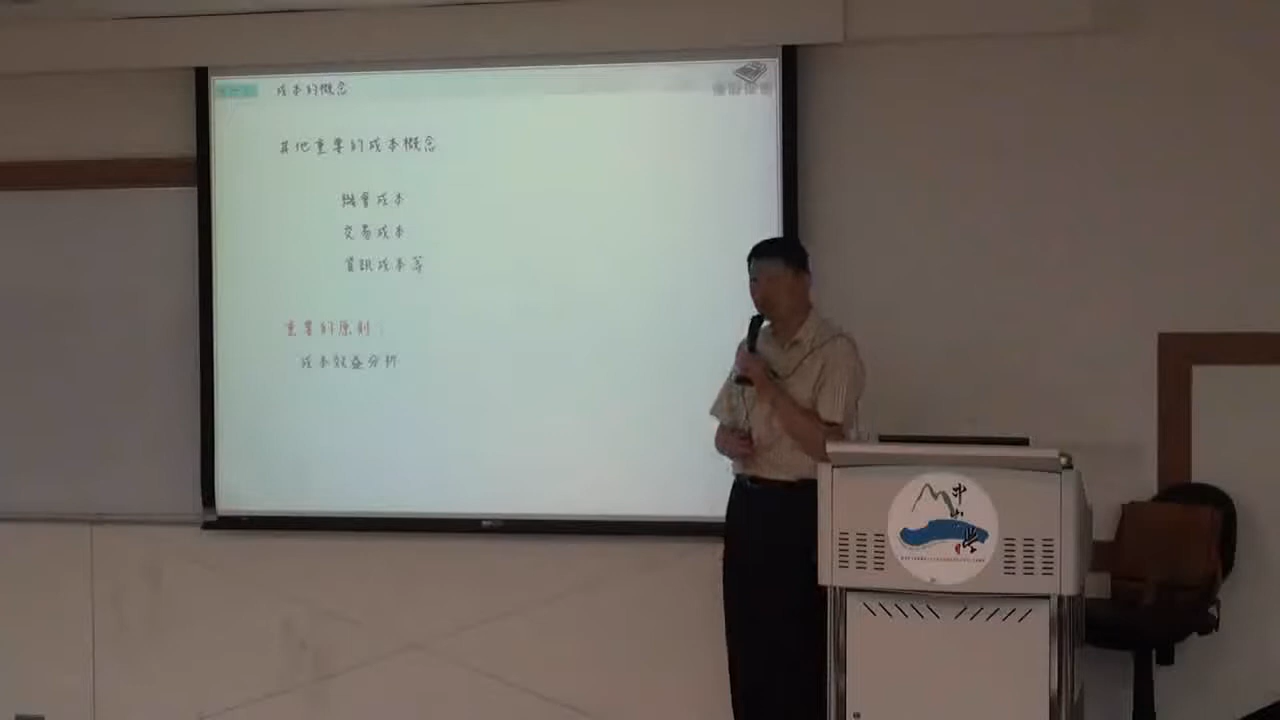 成本的概念
其他重要的成本概念
機會成本
交易成本
資訊成本等
重要的原則：
成本效益分析
中山學